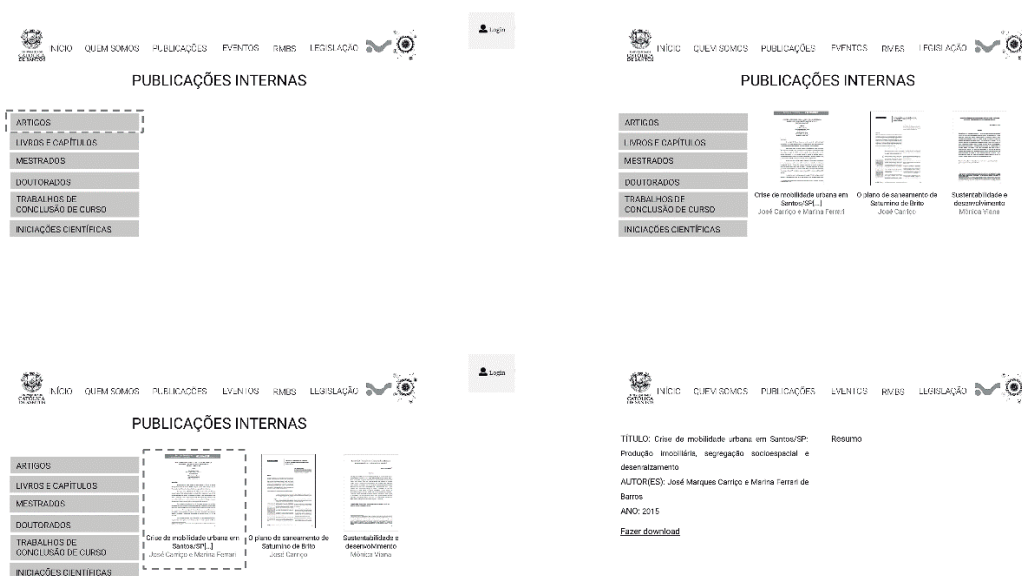 Login
INÍCIO QUEM SOMOS PUBLICAÇÕES EVENTOS RMBS LEGISLAÇÃO
PUBLICAÇÕES INTERNAS
ARTIGOS
LIVROS E CAPÍTULOS
MESTRADOS
DOUTORADOS
TRABALHOS DE
CONCLUSÃO DE CURSO
INICIAÇÕES CIENTÍFICAS
INÍCIO QUEM SOMOS PUBLICAÇÕES EVENTOS RMBS LEGISLAÇÃO
PUBLICAÇÕES INTERNAS
ARTIGOS
LIVROS E CAPÍTULOS
MESTRADOS
DOUTORADOS
TRABALHOS DE
CONCLUSÃO DE CURSO
INICIAÇÕES CIENTÍFICAS
Crise de mobilidade urbana em
Santos/SP[...]
José Carriço e Marina Ferrari
O plano de saneamento de
Saturnino de Brito
José Carriço
Sustentabilidade e
desenvolvimento
Mônica Viana
Login
INÍCIO QUEM SOMOS PUBLICAÇÕES EVENTOS RMBS LEGISLAÇÃO
PUBLICAÇÕES INTERNAS
ARTIGOS
LIVROS E CAPÍTULOS
MESTRADOS
DOUTORADOS
TRABALHOS DE
CONCLUSÃO DE CURSO
INICIAÇÕES CIENTÍFICAS
Crise de mobilidade urbana em
Santos/SP[...]
José Carriço e Marina Ferrari
O plano de saneamento de
Saturnino de Brito
José Carriço
Sustentabilidade e
desenvolvimento
Mônica Viana
INÍCIO QUEM SOMOS PUBLICAÇÕES EVENTOS RMBS LEGISLAÇÃO
TÍTULO: Crise de mobilidade urbana em Santos/SP:
Produção imobiliária, segregação socioespacial e
desenraizamento
AUTOR(ES): José Marques Carriço e Marina Ferrari de
Barros
ANO: 2015
Fazer download
Resumo